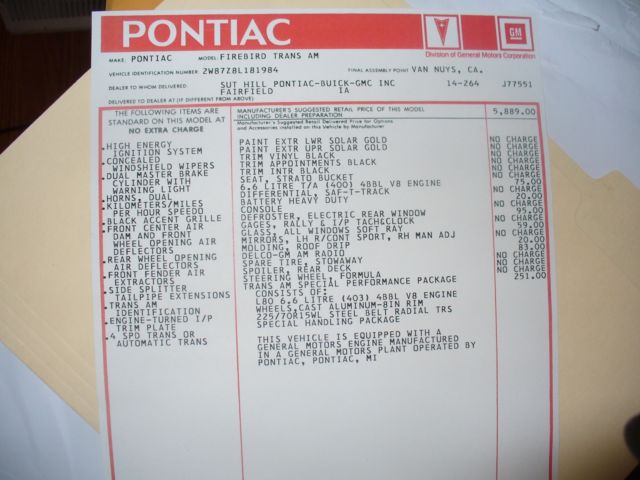 PONTIAC
GM
Division of General Motors Corporation
MAKE: PONTIAC MODEL FIREBIRD TRANS AM
VEHICLE IDENTIFICATION NUMBER 2W87Z8L181984 FINAL ASSEMBLY POINT VAN NUYS, CA.
DEALER TO WHOM DELIVERED: SUT HILL PONTIAC-BUICK-GMC INC 14-264 J77551
FAIRFIELD IA
DELIVERED TO DEALER AT (IF DIFFERENT FROM ABOVE):
THE FOLLOWING ITEMS ARE
STANDARD ON THIS MODEL AT
NO EXTRA CHARGE
.HIGH ENERGY
IGNITION SYSTEM
.CONCEALED
WINDSHIELD WIPERS
.DUAL MASTER BRAKE
CYLINDER WITH
WARNING LIGHT
.HORNS, DUAL
.KILOMETERS/MILES
PER HOUR SPEEDO
.BLACK ACCENT GRILLE
.FRONT CENTER AIR
DAM AND FRONT
WHEEL OPENING AIR
DEFLECTORS
.REAR WHEEL OPENING
AIR DEFLECTORS
.FRONT FENDER AIR
EXTRACTORS
.SIDE SPLITTER
TAILPIPE EXTENSIONS
.TRANS AM
IDENTIFICATION
.ENGINE-TURNED I/P
TRIM PLATE
.4 SPD TRANS OR
AUTOMATIC TRANS
MANUFACTURER'S SUGGESTED RETAIL PRICE OF THIS MODEL
INCLUDING DEALER PREPARATION 5,889.00
Manufacturer's Suggested Retail Delivered Price for Options
and Accessories Installed on this Vehicle by Manufacturer.
PAINT EXTR LWR SOLAR GOLD
PAINT EXTR UPR SOLAR GOLD
TRIM VINYL BLACK
TRIM APPOINTMENTS BLACK
TRIM INTR BLACK
SEAT, STRATO BUCKET
6.6 LITRE T/A (400) 4BBL V8 ENGINE
DIFFERENTIAL, SAF-T-TRACK
BATTERY HEAVY DUTY
CONSOLE
DEFROSTER, ELECTRIC REAR WINDOW
GAGES, RALLY & I/P TACH&CLOCK
GLASS, ALL WINDOWS SOFT RAY
MIRRORS, LH R/CONT SPORT, RH MAN ADJ
MOLDING, ROOF DRIP
DELCO-GM AM RADIO
SPARE TIRE, STOWAWAY
SPOILER, REAR DECK
STEERING WHEEL, FORMULA
TRANS AM SPECIAL PERFORMANCE PACKAGE
CONSISTS OF:
L80 6.6 LITRE (403) 4BBL V8 ENGINE
WHEELS,CAST ALUMINUM-8IN RIM
225/70R15WL STEEL BELT RADIAL TRS
SPECIAL HANDLING PACKAGE
THIS VEHICLE IS EQUIPPED WITH A
GENERAL MOTORS ENGINE MANUFACTURED
IN A GENERAL MOTORS PLANT OPERATED BY
PONTIAC, PONTIAC, MI
NO CHARGE
NO CHARGE
NO CHARGE
NO CHARGE
NO CHARGE
75.00
NO CHARGE
20.00
NO CHARGE
95.00
NO CHARGE
59.00
NO CHARGE
20.00
83.00
NO CHARGE
NO CHARGE
NO CHARGE
251.00